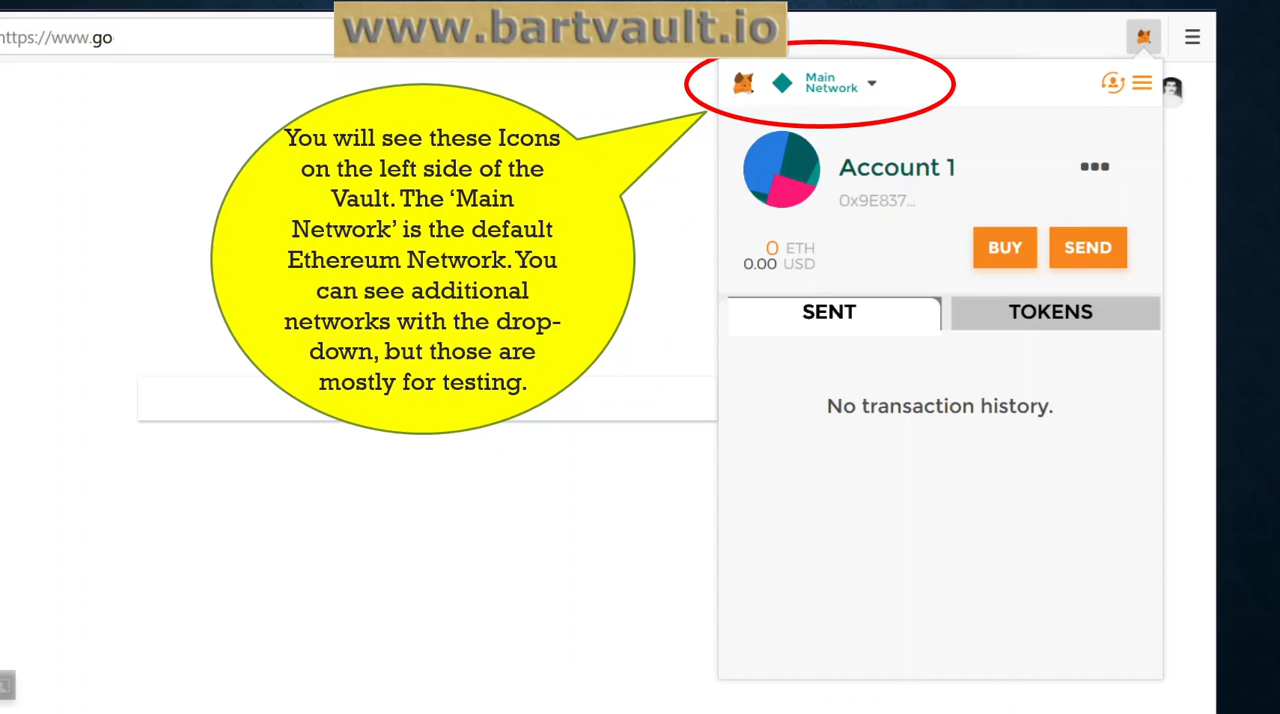 www.bartvault.io
https://www.go
Main
Network
You will see these Icons
on the left side of the
Vault. The ‘Main
Network’ is the default
Ethereum Network. You
can see additional
networks with the drop-
down, but those are
mostly for testing.
Account 1
0x9E837...
0 ETH
0.00 USD
BUY
SEND
SENT
TOKENS
No transaction history.